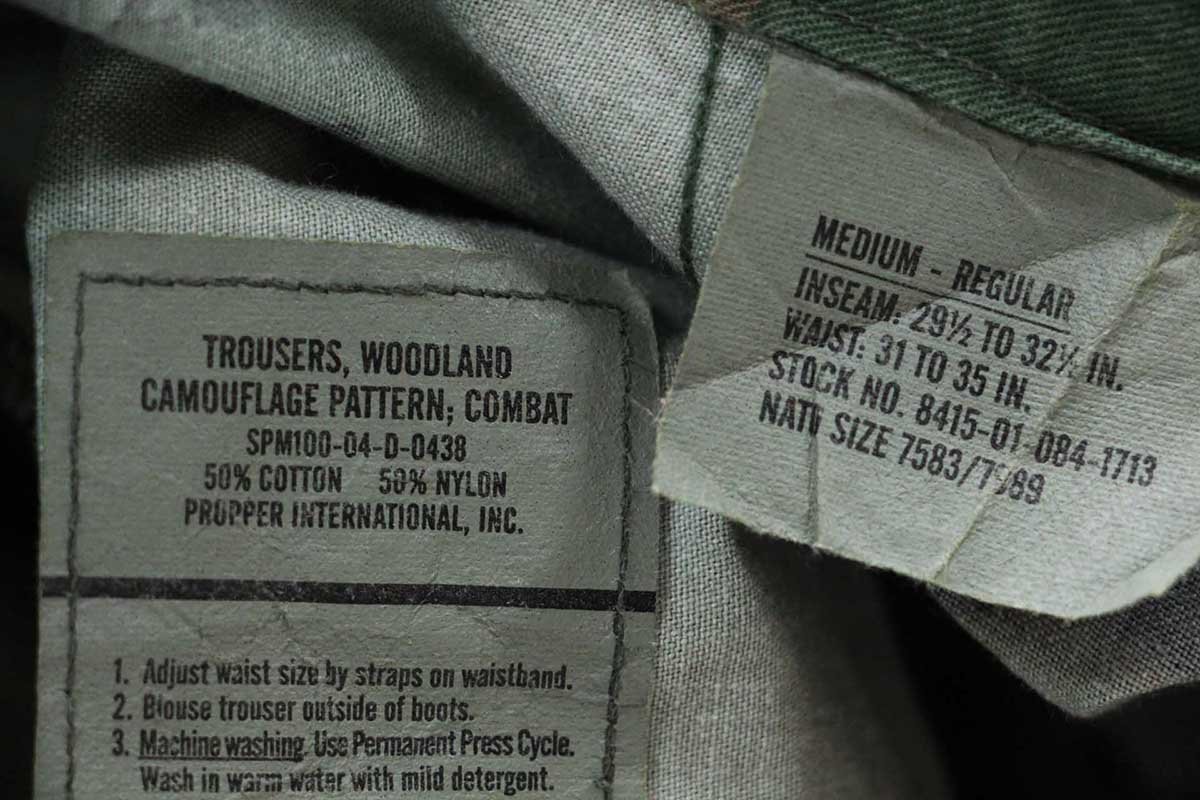 TROUSERS, WOODLAND
CAMOUFLAGE PATTERN; COMBAT
SPM100-04-D-0438
50% COTTON 50% NYLON
PROPPER INTERNATIONAL, INC.
1. Adjust waist size by straps on waistband.
2. Blouse trouser outside of boots.
3. Machine washing. Use Permanent Press Cycle.
Wash in warm water with mild detergent.
MEDIUM - REGULAR
INSEAM: 29½ TO 32½ IN.
WAIST: 31 TO 35 IN.
STOCK NO. 8415-01-084-1713
NATO SIZE 7583/7989